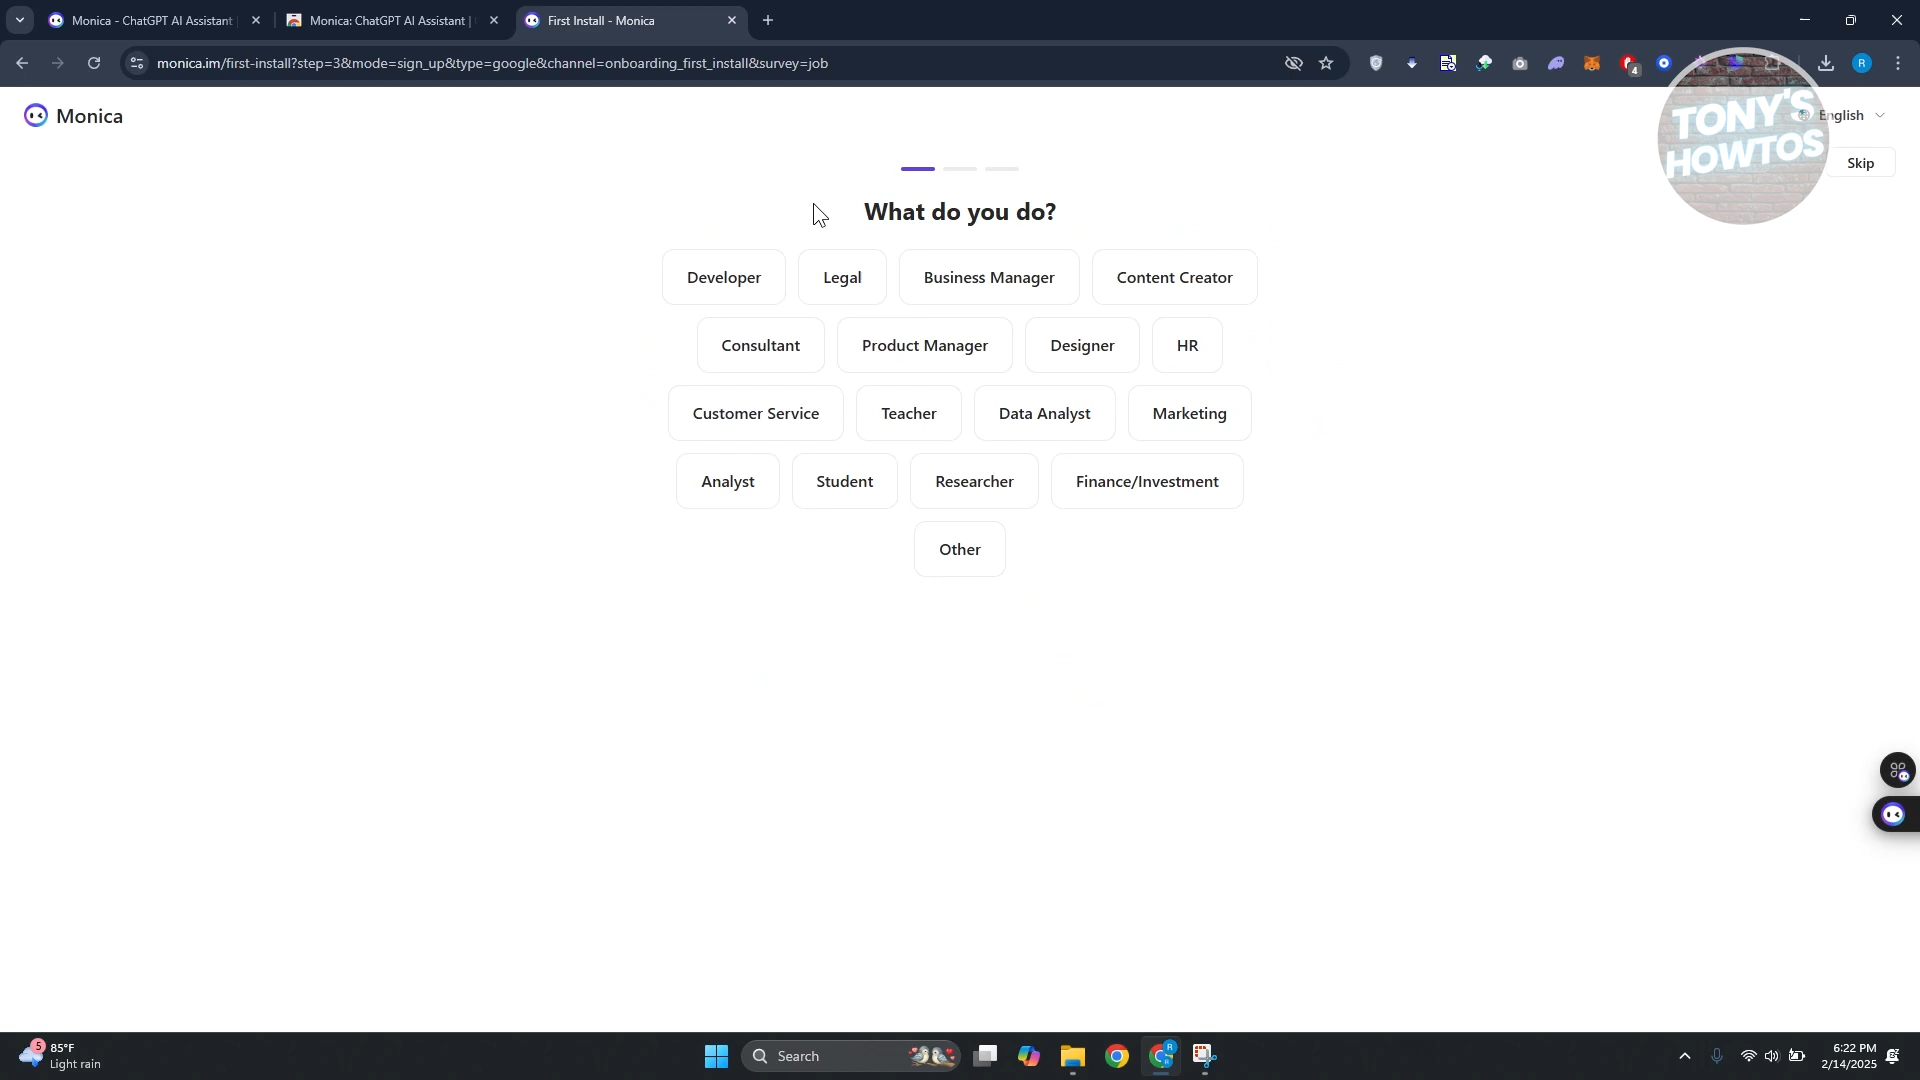 Monica - ChatGPT AI Assistant
Monica: ChatGPT AI Assistant |
First Install - Monica
monica.im/first-install?step=3&mode=sign_up&type=google&channel=onboarding_first_install&survey=job
4
R
Monica
TONY'S
HOWTOS
English
Skip
What do you do?
Developer
Legal
Business Manager
Content Creator
Consultant
Product Manager
Designer
HR
Customer Service
Teacher
Data Analyst
Marketing
Analyst
Student
Researcher
Finance/Investment
Other
5
85°F
Light rain
Search
R
6:22 PM
2/14/2025